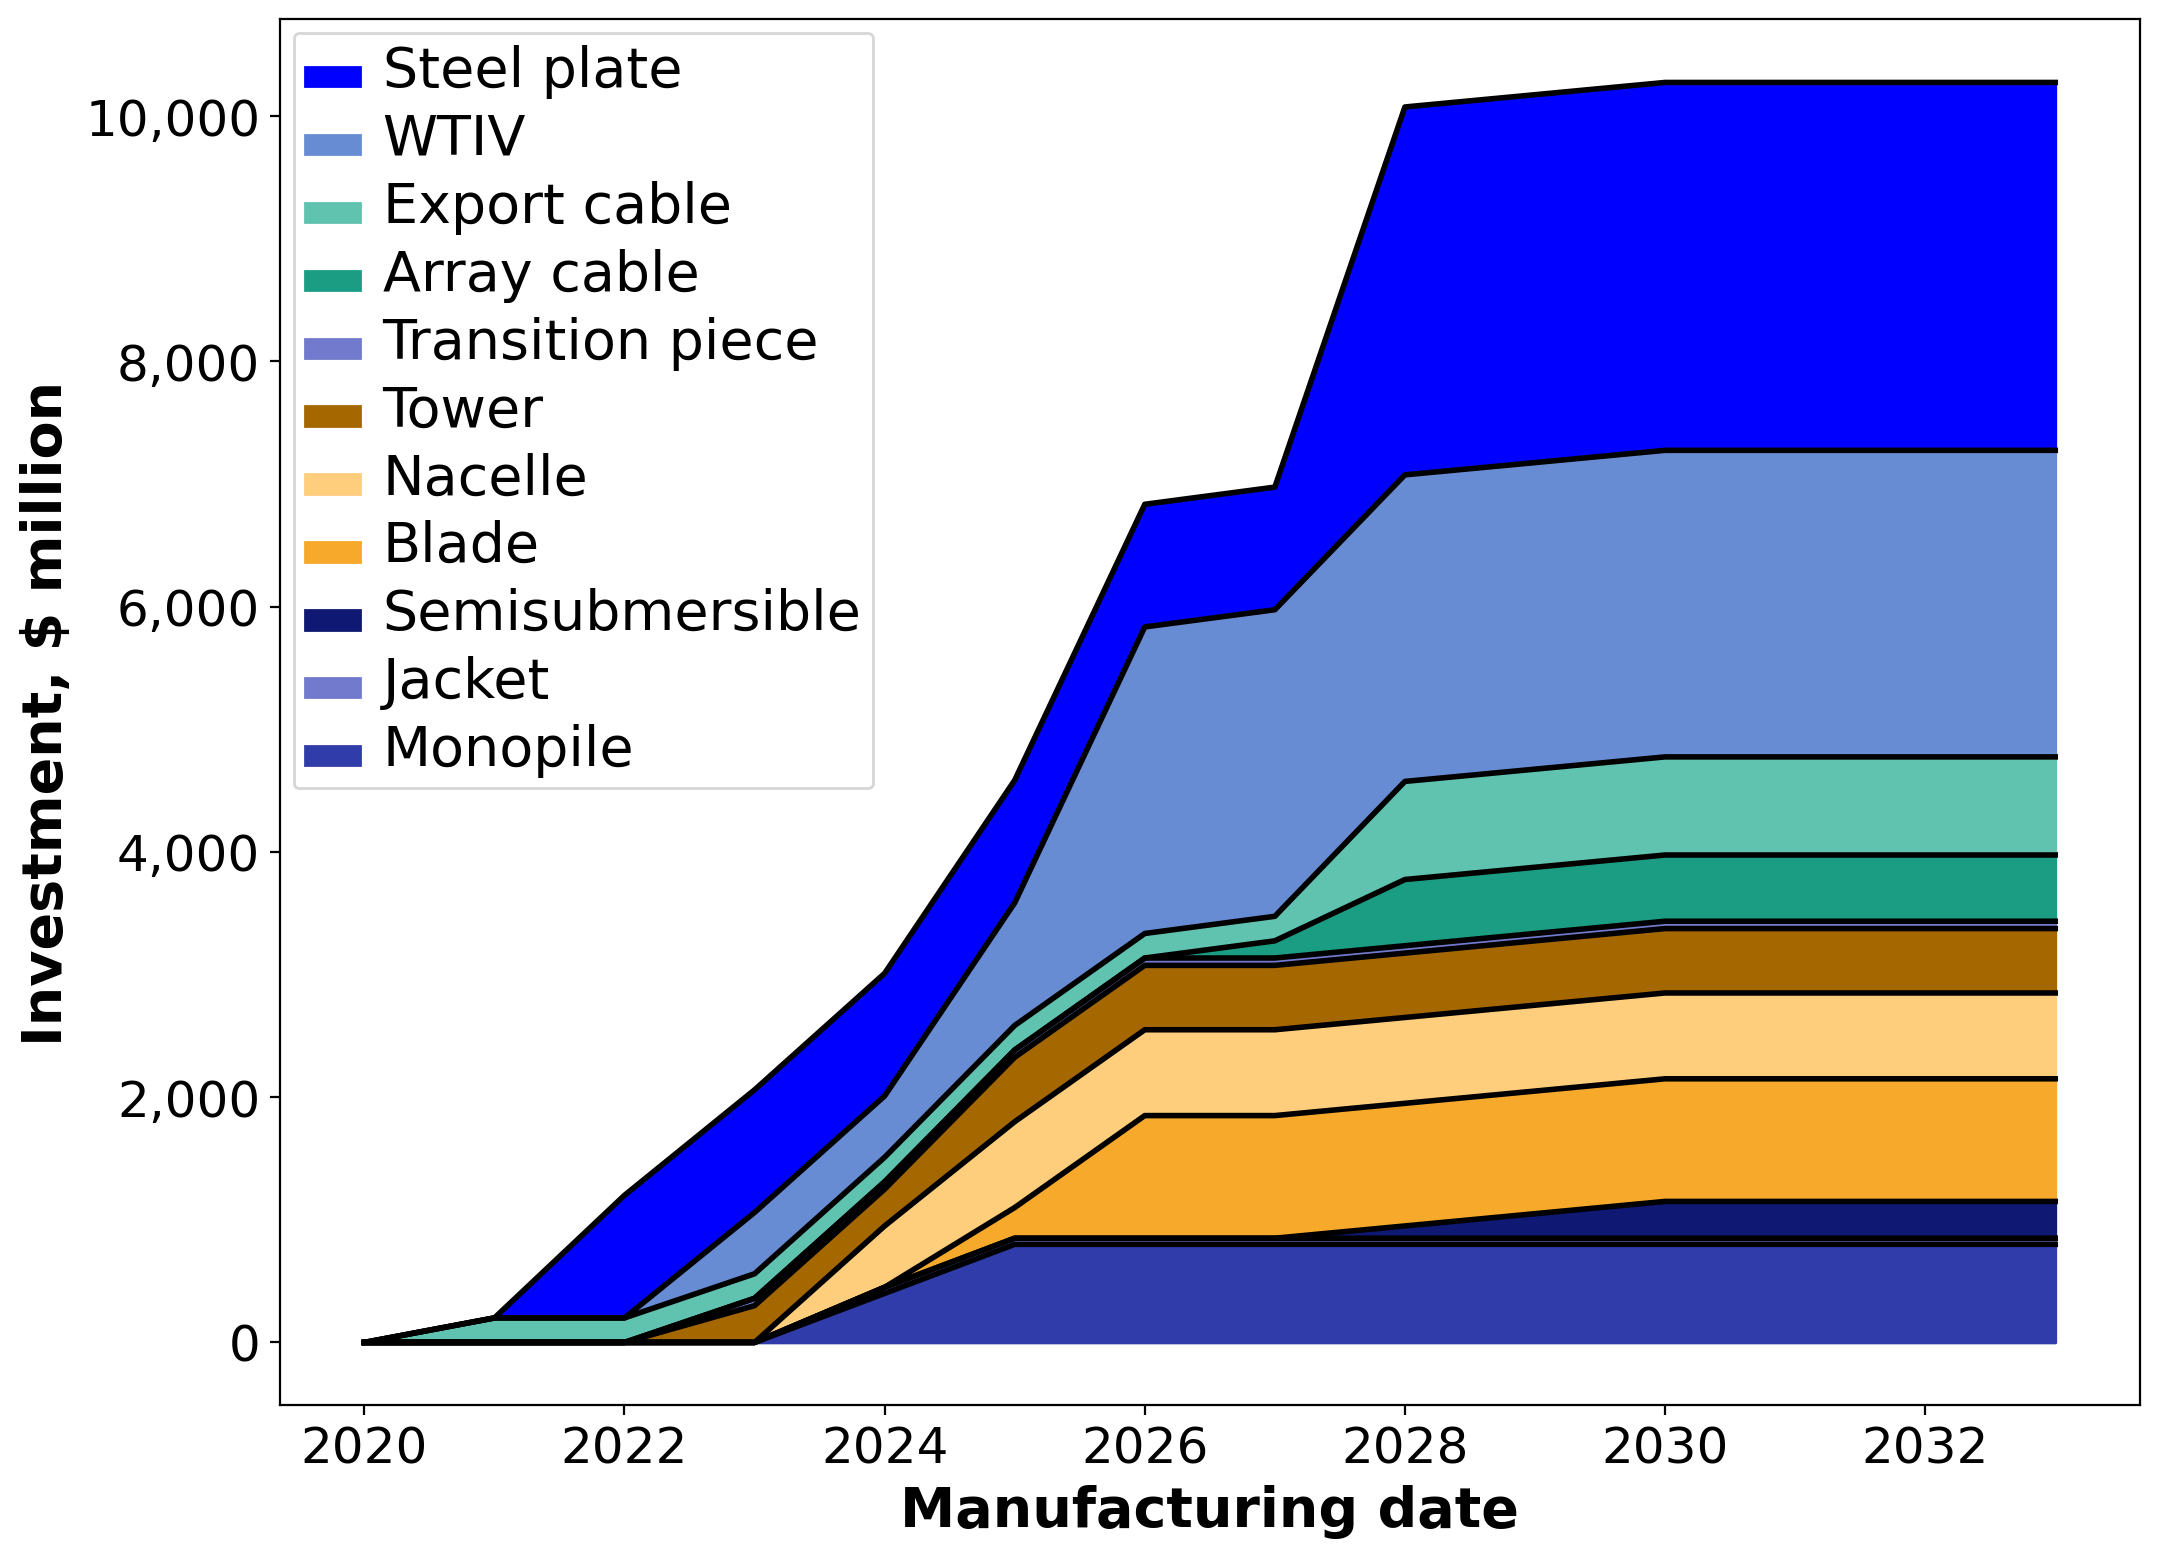 Steel plate
WTIV
Export cable
Array cable
Transition piece
Tower
Nacelle
Blade
Semisubmersible
Jacket
Monopile
10,000
8,000
6,000
4,000
2,000
0
Investment, $ million
2020 2022 2024 2026 2028 2030 2032
Manufacturing date